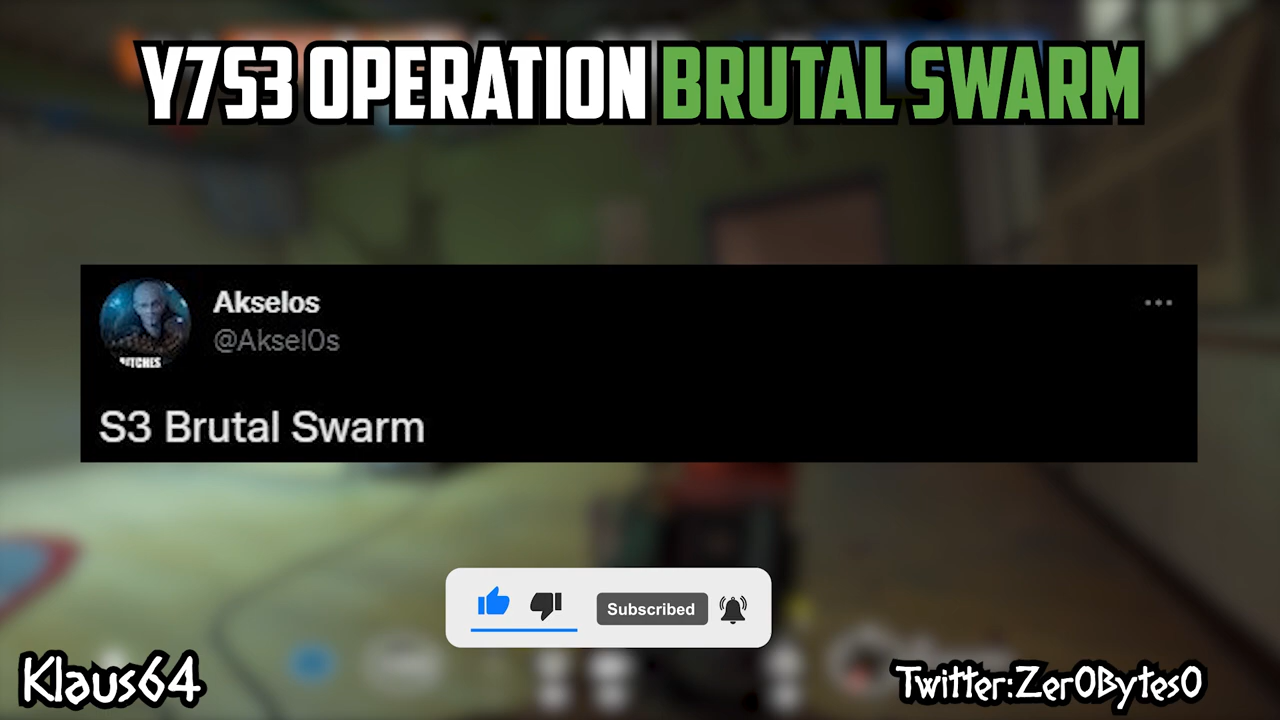 Y7S3 OPERATION BRUTAL SWARM
Akselos
@Aksel0s
S3 Brutal Swarm
Subscribed
Klaus64
Twitter:Zer0Bytes0